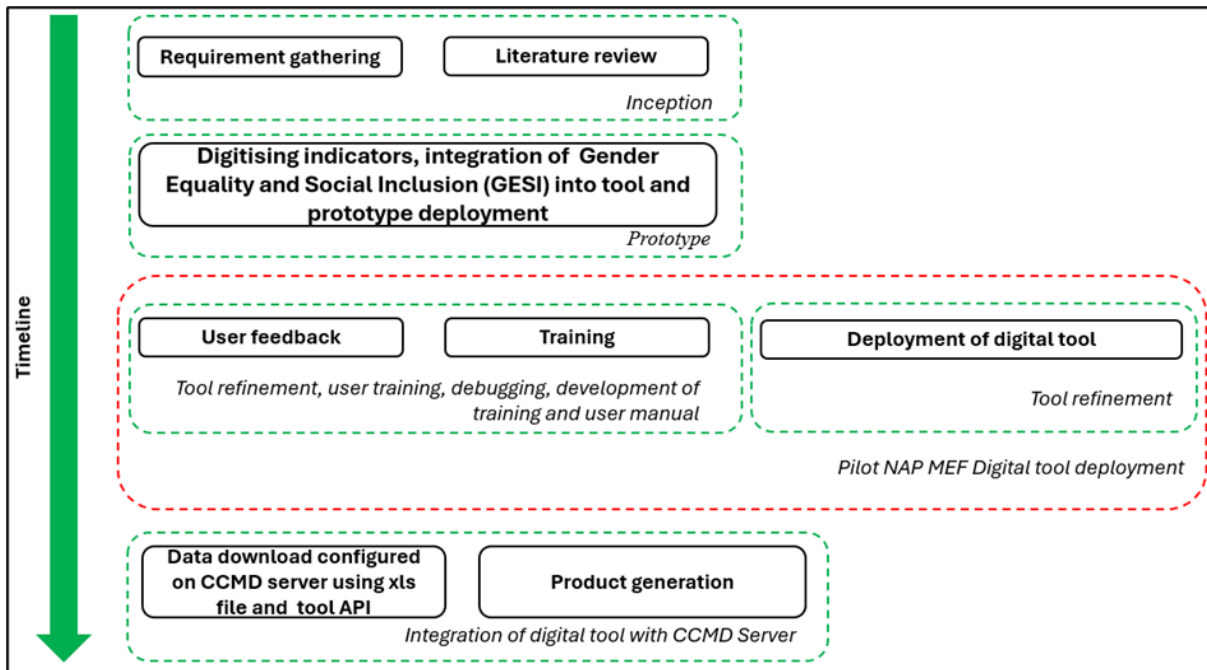 Timeline
Requirement gathering
Literature review
Inception
Digitising indicators, integration of Gender
Equality and Social Inclusion (GESI) into tool and
prototype deployment
Prototype
User feedback
Training
Tool refinement, user training, debugging, development of
training and user manual
Deployment of digital tool
Tool refinement
Pilot NAP MEF Digital tool deployment
Data download configured
on CCMD server using xls
file and tool API
Product generation
Integration of digital tool with CCMD Server